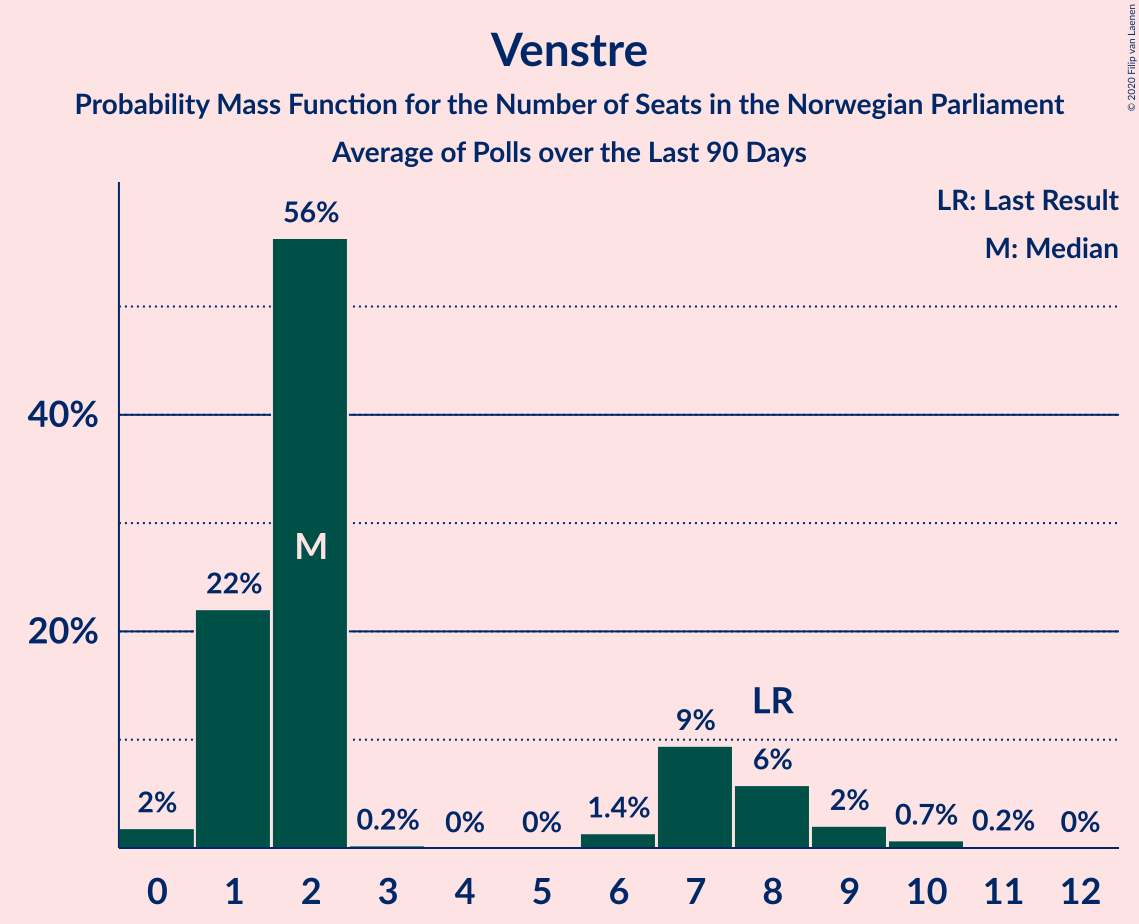 Venstre
Probability Mass Function for the Number of Seats in the Norwegian Parliament
Average of Polls over the Last 90 Days
© 2020 Filip van Laenen
LR: Last Result
M: Median
56%
40%
M
22%
20%
LR
9%
6%
2%
1.4%
2%
0.7%
0.2%
0%
0%
0.2%
0%
0 1 2 3 4 5 6 7 8 9 10 11 12